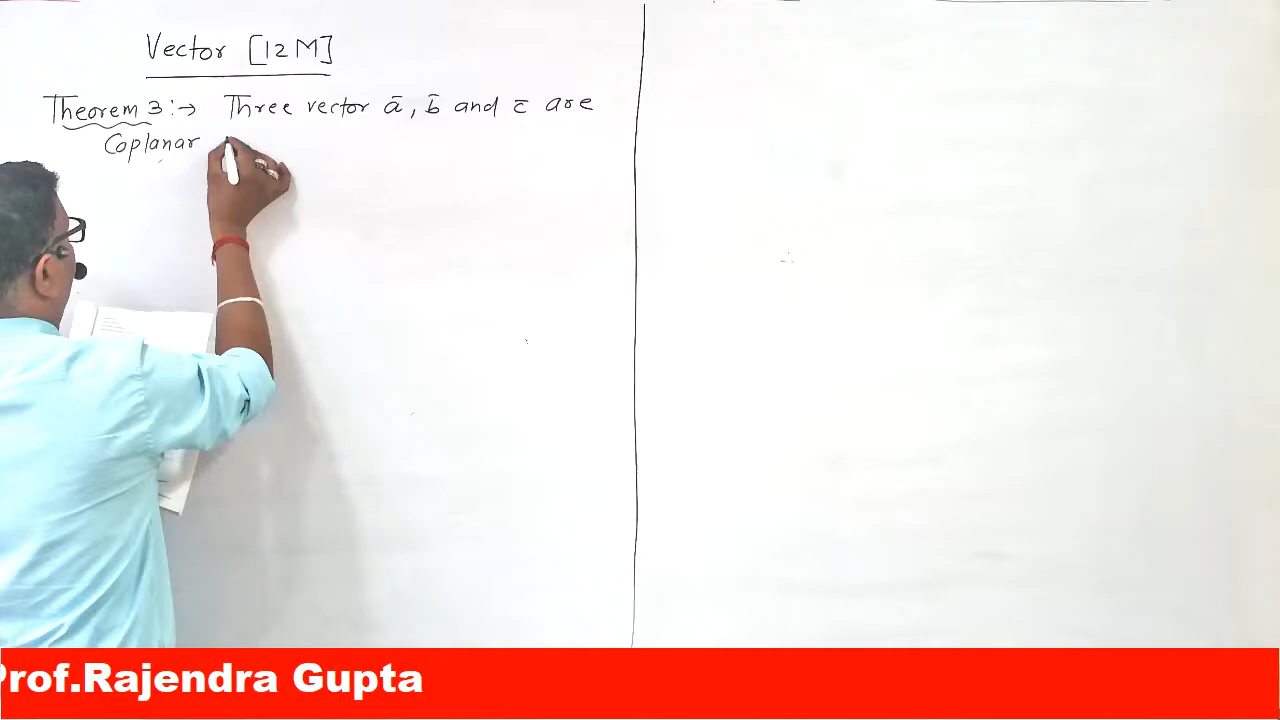 Vector [12M]
Theorem 3:→ Three vector a̅, b̅ and c̅ are
Coplanar
Prof.Rajendra Gupta